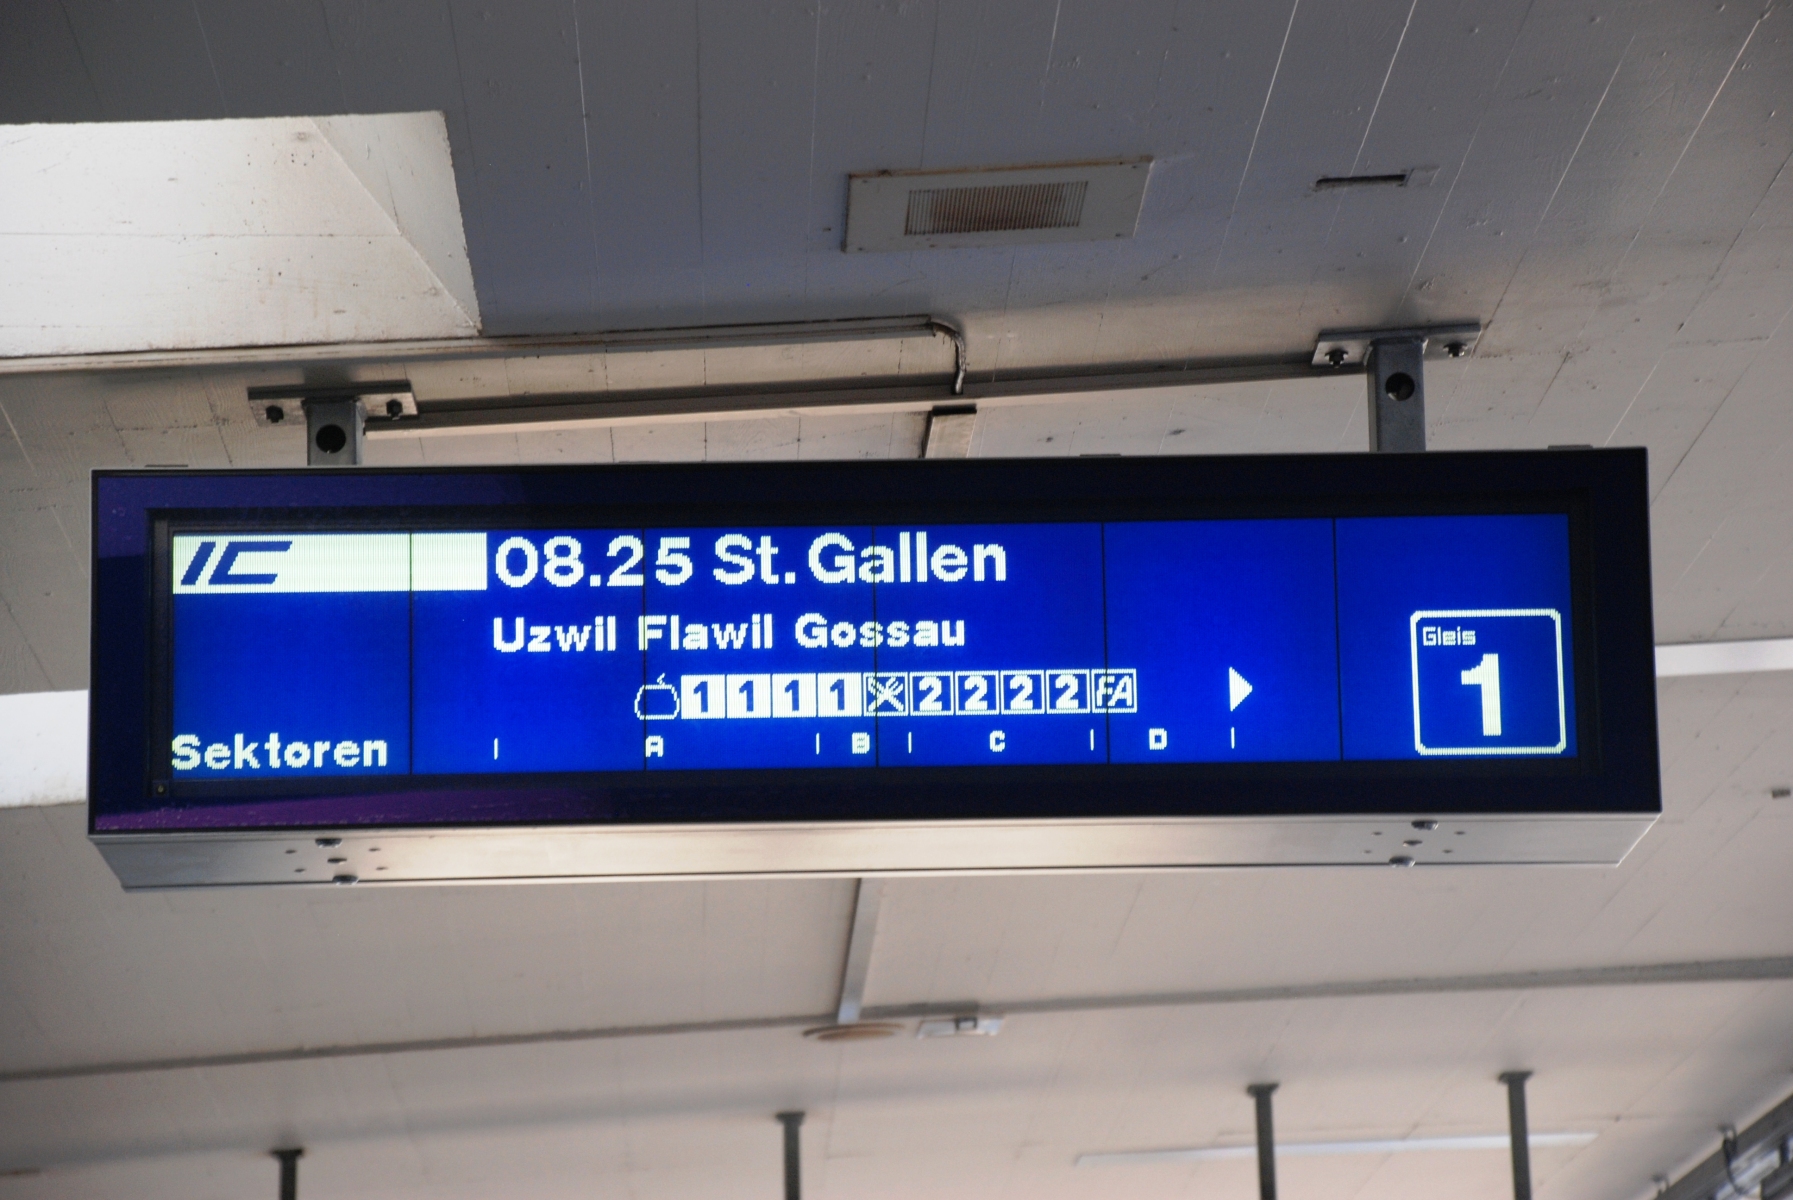 IC 08.25 St. Gallen
Uzwil Flawil Gossau
1 1 1 1 2 2 2 2 FA
Sektoren A B C D
Gleis
1